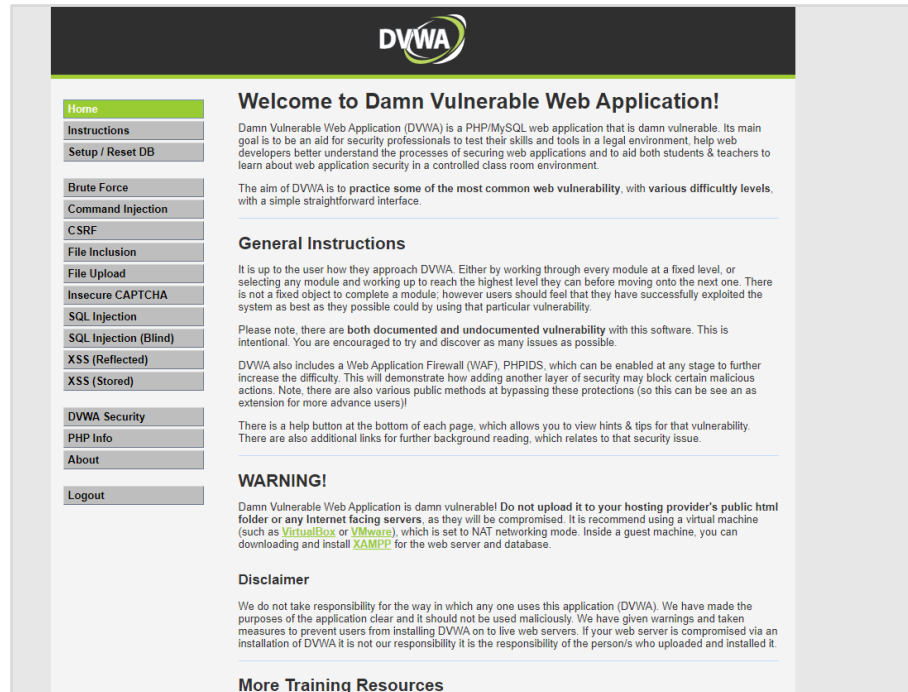 DVWA
Home
Instructions
Setup / Reset DB
Brute Force
Command Injection
CSRF
File Inclusion
File Upload
Insecure CAPTCHA
SQL Injection
SQL Injection (Blind)
XSS (Reflected)
XSS (Stored)
DVWA Security
PHP Info
About
Logout
Welcome to Damn Vulnerable Web Application!
Damn Vulnerable Web Application (DVWA) is a PHP/MySQL web application that is damn vulnerable. Its main
goal is to be an aid for security professionals to test their skills and tools in a legal environment, help web
developers better understand the processes of securing web applications and to aid both students & teachers to
learn about web application security in a controlled class room environment.
The aim of DVWA is to practice some of the most common web vulnerability, with various difficultly levels,
with a simple straightforward interface.
General Instructions
It is up to the user how they approach DVWA. Either by working through every module at a fixed level, or
selecting any module and working up to reach the highest level they can before moving onto the next one. There
is not a fixed object to complete a module; however users should feel that they have successfully exploited the
system as best as they possible could by using that particular vulnerability.
Please note, there are both documented and undocumented vulnerability with this software. This is
intentional. You are encouraged to try and discover as many issues as possible.
DVWA also includes a Web Application Firewall (WAF), PHPIDS, which can be enabled at any stage to further
increase the difficulty. This will demonstrate how adding another layer of security may block certain malicious
actions. Note, there are also various public methods at bypassing these protections (so this can be see an as
extension for more advance users)!
There is a help button at the bottom of each page, which allows you to view hints & tips for that vulnerability.
There are also additional links for further background reading, which relates to that security issue.
WARNING!
Damn Vulnerable Web Application is damn vulnerable! Do not upload it to your hosting provider's public html
folder or any Internet facing servers, as they will be compromised. It is recommend using a virtual machine
(such as VirtualBox or VMware), which is set to NAT networking mode. Inside a guest machine, you can
downloading and install XAMPP for the web server and database.
Disclaimer
We do not take responsibility for the way in which any one uses this application (DVWA). We have made the
purposes of the application clear and it should not be used maliciously. We have given warnings and taken
measures to prevent users from installing DVWA on to live web servers. If your web server is compromised via an
installation of DVWA it is not our responsibility it is the responsibility of the person/s who uploaded and installed it.
More Training Resources